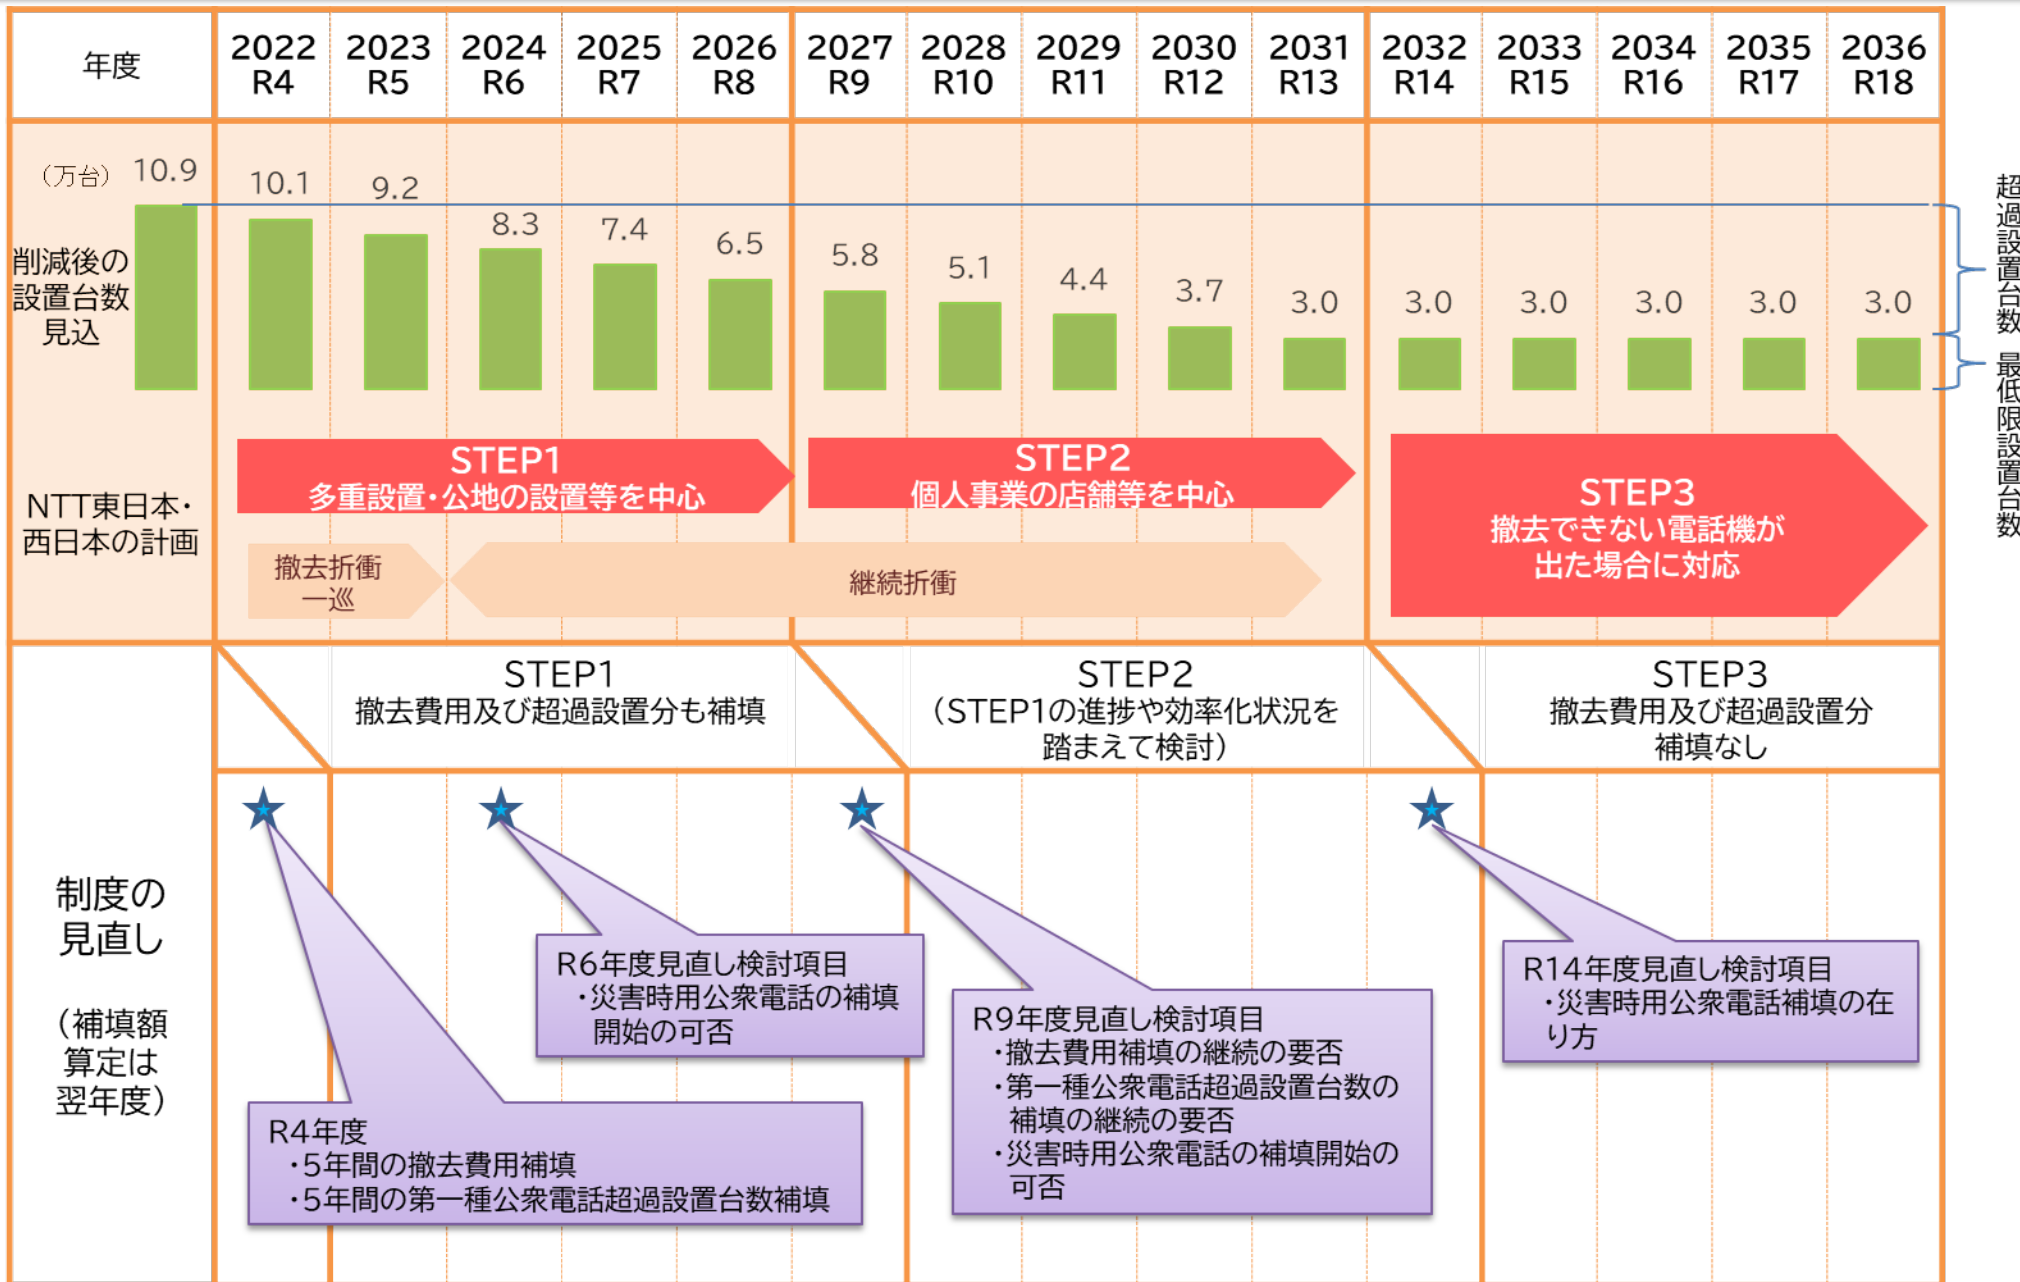 年度
2022
R4
2023
R5
2024
R6
2025
R7
2026
R8
2027
R9
2028
R10
2029
R11
2030
R12
2031
R13
2032
R14
2033
R15
2034
R16
2035
R17
2036
R18
（万台）
削減後の
設置台数
見込
10.9
10.1
9.2
8.3
7.4
6.5
5.8
5.1
4.4
3.7
3.0
3.0
3.0
3.0
3.0
3.0
超過設置台数
最低限設置台数
NTT東日本・
西日本の計画
STEP1
多重設置・公地の設置等を中心
STEP2
個人事業の店舗等を中心
STEP3
撤去できない電話機が
出た場合に対応
撤去折衝
一巡
継続折衝
STEP1
撤去費用及び超過設置分も補填
STEP2
（STEP1の進捗や効率化状況を
踏まえて検討）
STEP3
撤去費用及び超過設置分
補填なし
制度の
見直し
（補填額
算定は
翌年度）
R4年度
・5年間の撤去費用補填
・5年間の第一種公衆電話超過設置台数補填
R6年度見直し検討項目
・災害時用公衆電話の補填
開始の可否
R9年度見直し検討項目
・撤去費用補填の継続の要否
・第一種公衆電話超過設置台数の
補填の継続の要否
・災害時用公衆電話の補填開始の
可否
R14年度見直し検討項目
・災害時用公衆電話補填の在
り方